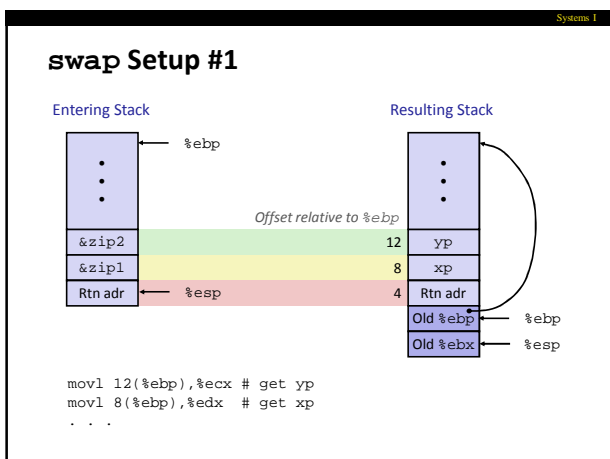 Systems I
swap Setup #1
Entering Stack
Resulting Stack
%ebp
Offset relative to %ebp
&zip2
12
yp
&zip1
8
xp
Rtn adr
%esp
4
Rtn adr
Old %ebp
%ebp
Old %ebx
%esp
movl 12(%ebp),%ecx # get yp
movl 8(%ebp),%edx  # get xp
. . .